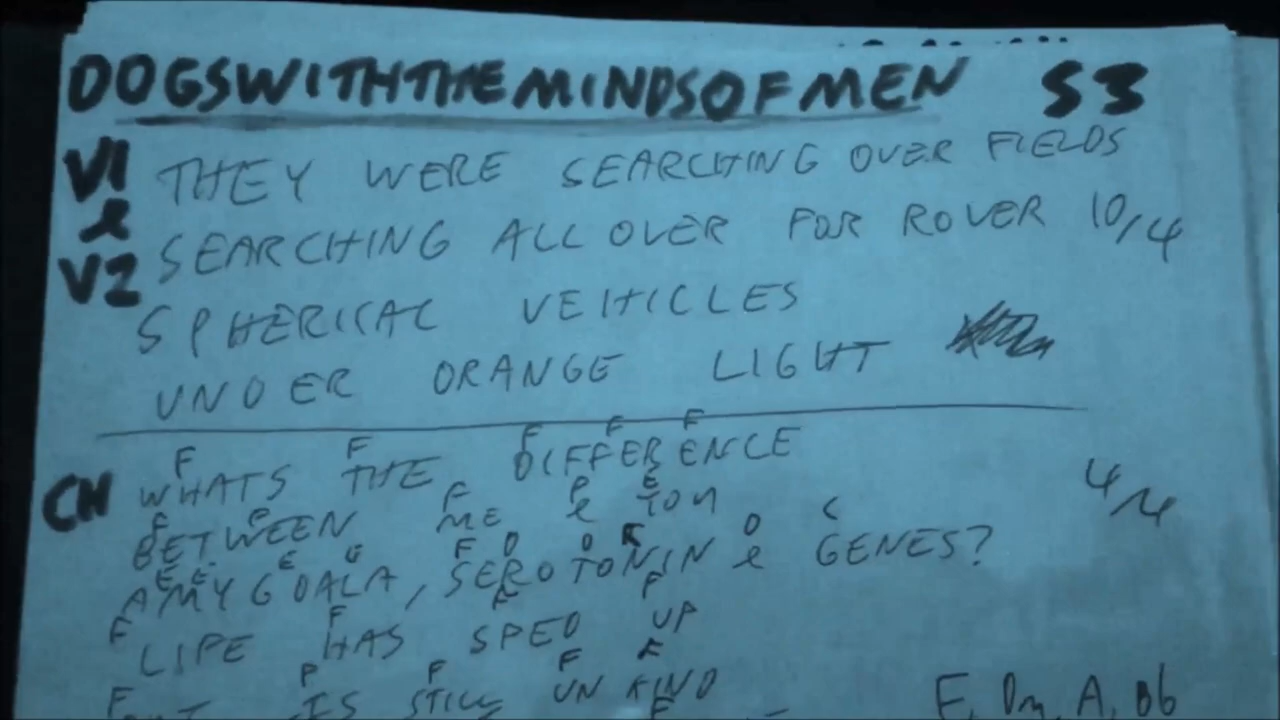 DOGSWITHTHEMINDSOFMEN S3
V1 THEY WERE SEARCHING OVER FIELDS
& SEARCHING ALL OVER FOR ROVER 10/4
V2 SPHERICAL VEHICLES
UNDER ORANGE LIGHT
F F F F F
CH WHATS THE DIFFERENCE
BETWEEN ME & YOU 4/4
AMYGDALA, SEROTONIN & GENES?
LIFE HAS SPED UP
IS STILL UNKIND
F, Dm, A, Bb